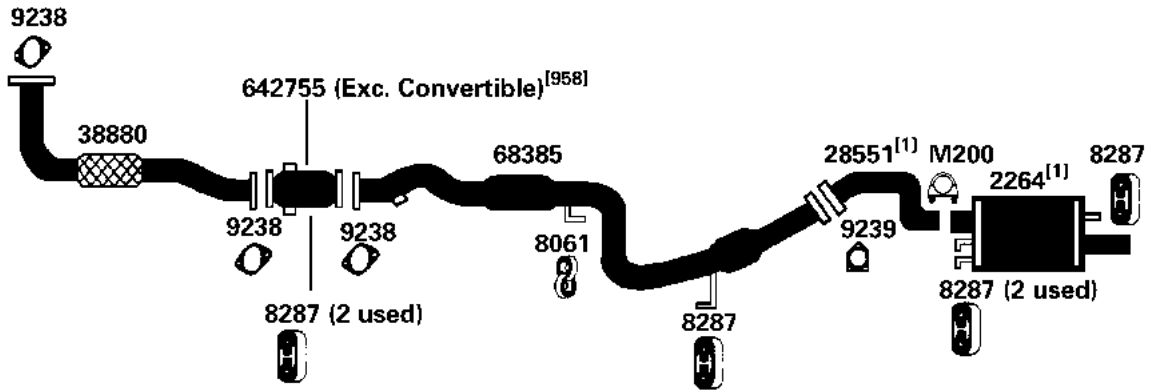 9238
642755 (Exc. Convertible)[958]
38880
68385
28551[1]
M200
2264[1]
8287
9238
9238
8061
9239
8287 (2 used)
8287
8287 (2 used)